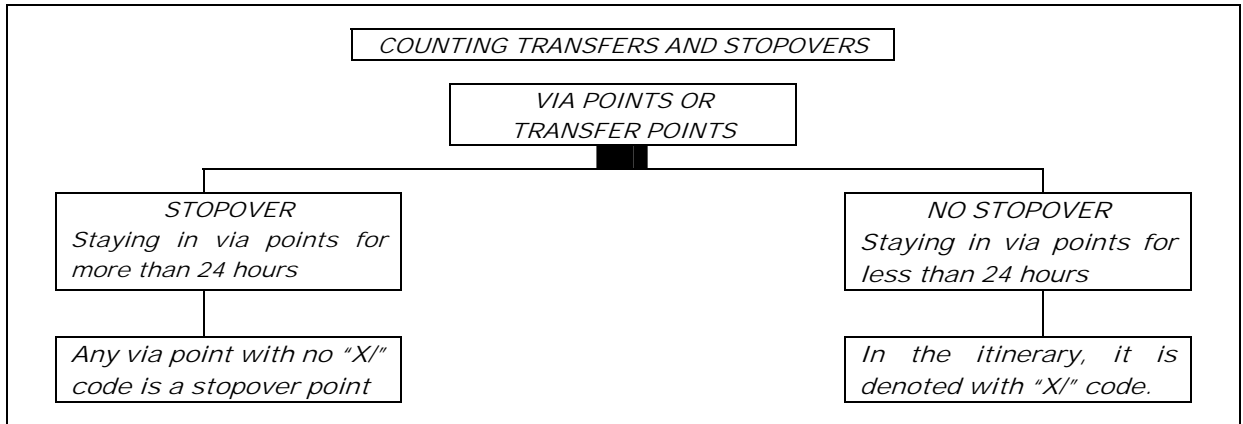 COUNTING TRANSFERS AND STOPOVERS
VIA POINTS OR
TRANSFER POINTS
STOPOVER
Staying in via points for
more than 24 hours
NO STOPOVER
Staying in via points for
less than 24 hours
Any via point with no “X/”
code is a stopover point
In the itinerary, it is
denoted with “X/” code.